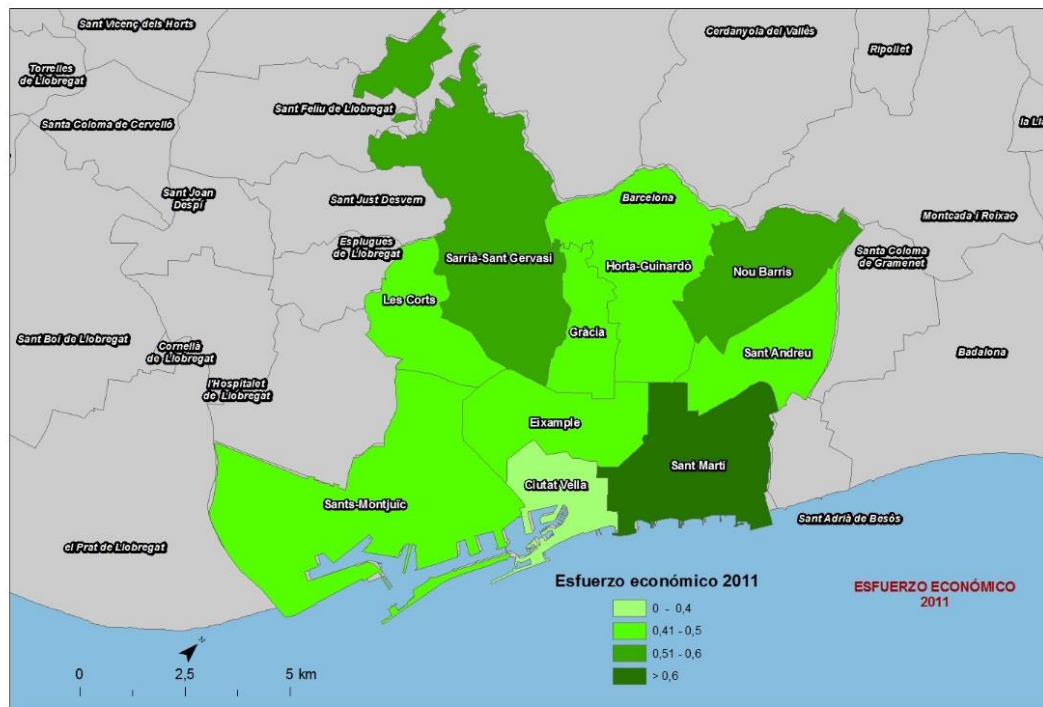 Sant Vicenç dels Horts
Cerdanyola del Vallès
Ripollet
Torrelles
de Llobregat
Sant Feliu de Llobregat
Santa Coloma de Cervelló
la Lla
Sant Joan
Despí
Sant Just Desvern
Barcelona
Montcada i Reixac
Esplugues
de Llobregat
Sarrià-Sant Gervasi
Horta-Guinardó
Nou Barris
Santa Coloma
de Gramenet
Les Corts
Gràcia
Sant Andreu
Sant Boi de Llobregat
Cornellà
de Llobregat
Badalona
l'Hospitalet
de Llobregat
Eixample
Sant Martí
Ciutat Vella
Sants-Montjuïc
Sant Adrià de Besòs
el Prat de Llobregat
Esfuerzo económico 2011
0 - 0,4
0,41 - 0,5
0,51 - 0,6
> 0,6
ESFUERZO ECONÓMICO
2011
N
0 2,5 5 km